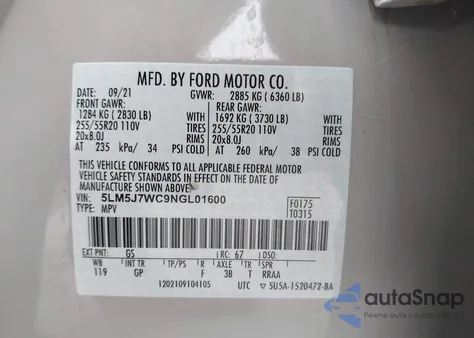 MFD. BY FORD MOTOR CO.
DATE: 09/21 GVWR: 2885 KG ( 6360 LB)
FRONT GAWR: REAR GAWR:
1284 KG ( 2830 LB) WITH 1692 KG ( 3730 LB) WITH
255/55R20 110V TIRES 255/55R20 110V TIRES
20x8.0J RIMS 20x8.0J RIMS
AT 235 kPa/ 34 PSI COLD AT 260 kPa/ 38 PSI COLD
THIS VEHICLE CONFORMS TO ALL APPLICABLE FEDERAL MOTOR
VEHICLE SAFETY STANDARDS IN EFFECT ON THE DATE OF
MANUFACTURE SHOWN ABOVE
VIN: 5LM5J7WC9NGL01600 F0175
TYPE: MPV T0315
EXT PNT: GS RC: 67 DSO:
WB INT TR TP/PS R AXLE TR SPR
119 GP F 3B T RRAA
1202109104105 UTC 5U5A-1520472-BA
autoSnap
Pewne auta z aukcji